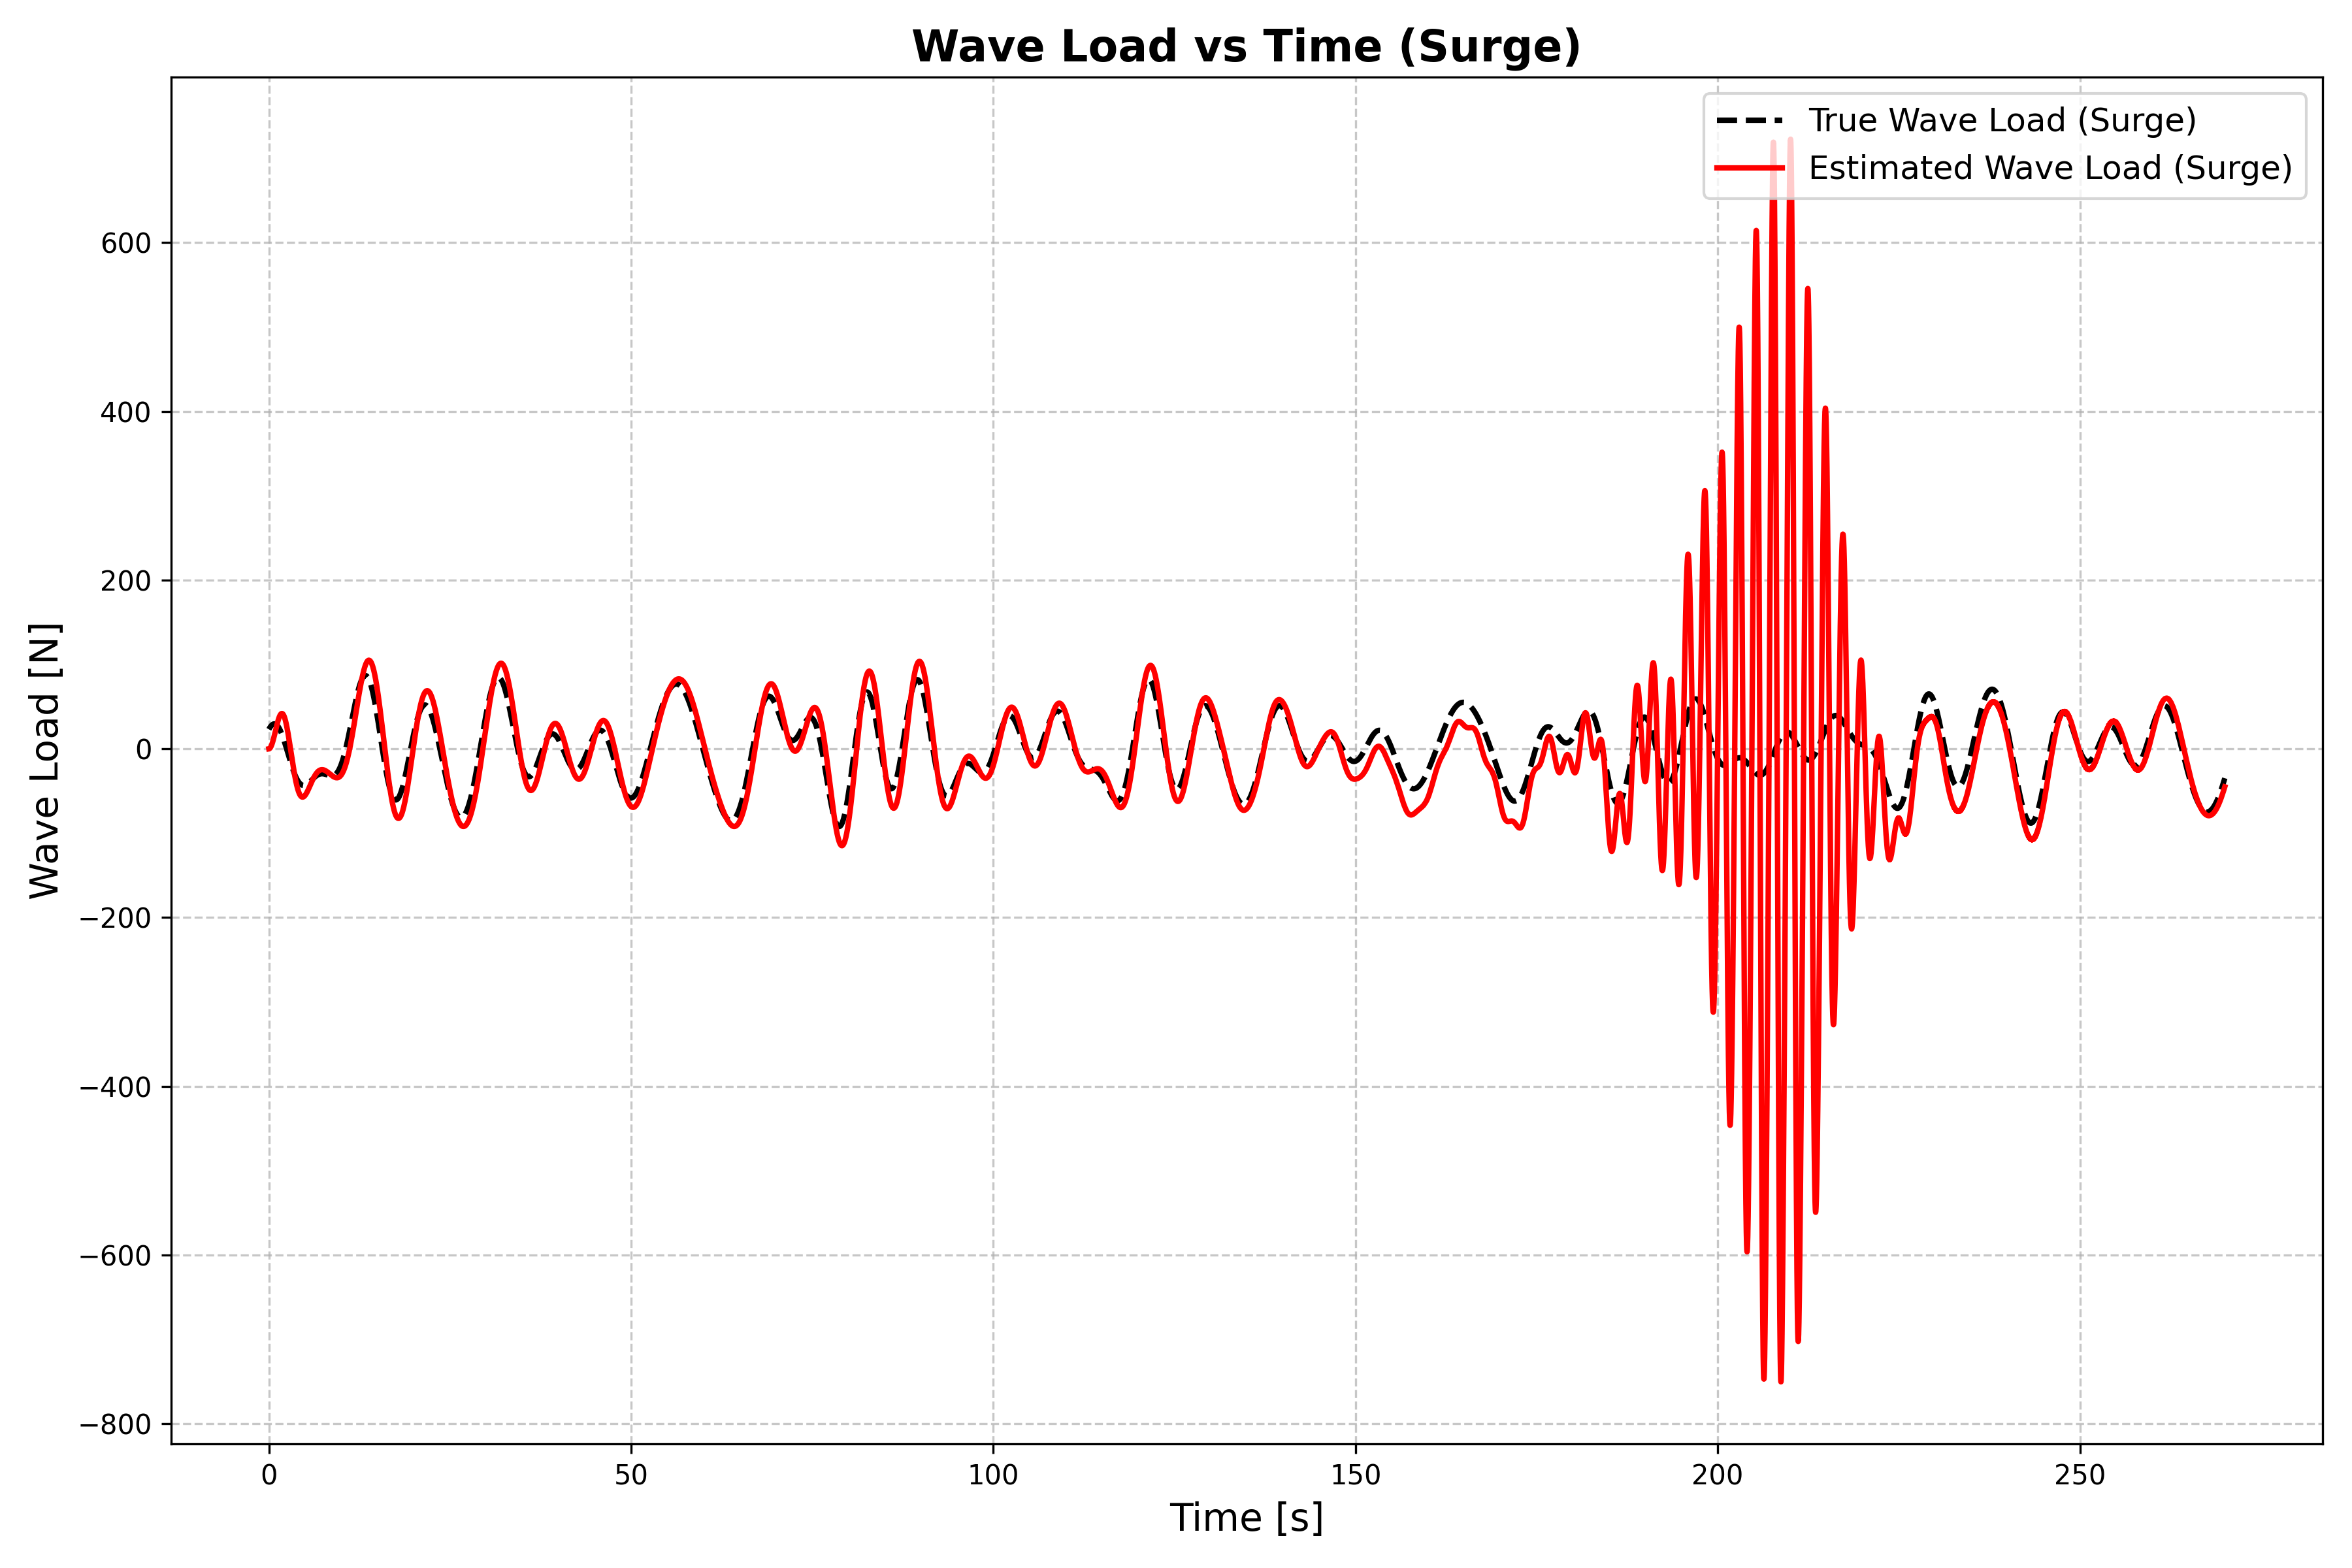 Wave Load vs Time (Surge)
True Wave Load (Surge)
Estimated Wave Load (Surge)
Wave Load [N]
600
400
200
0
−200
−400
−600
−800
0
50
100
150
200
250
Time [s]